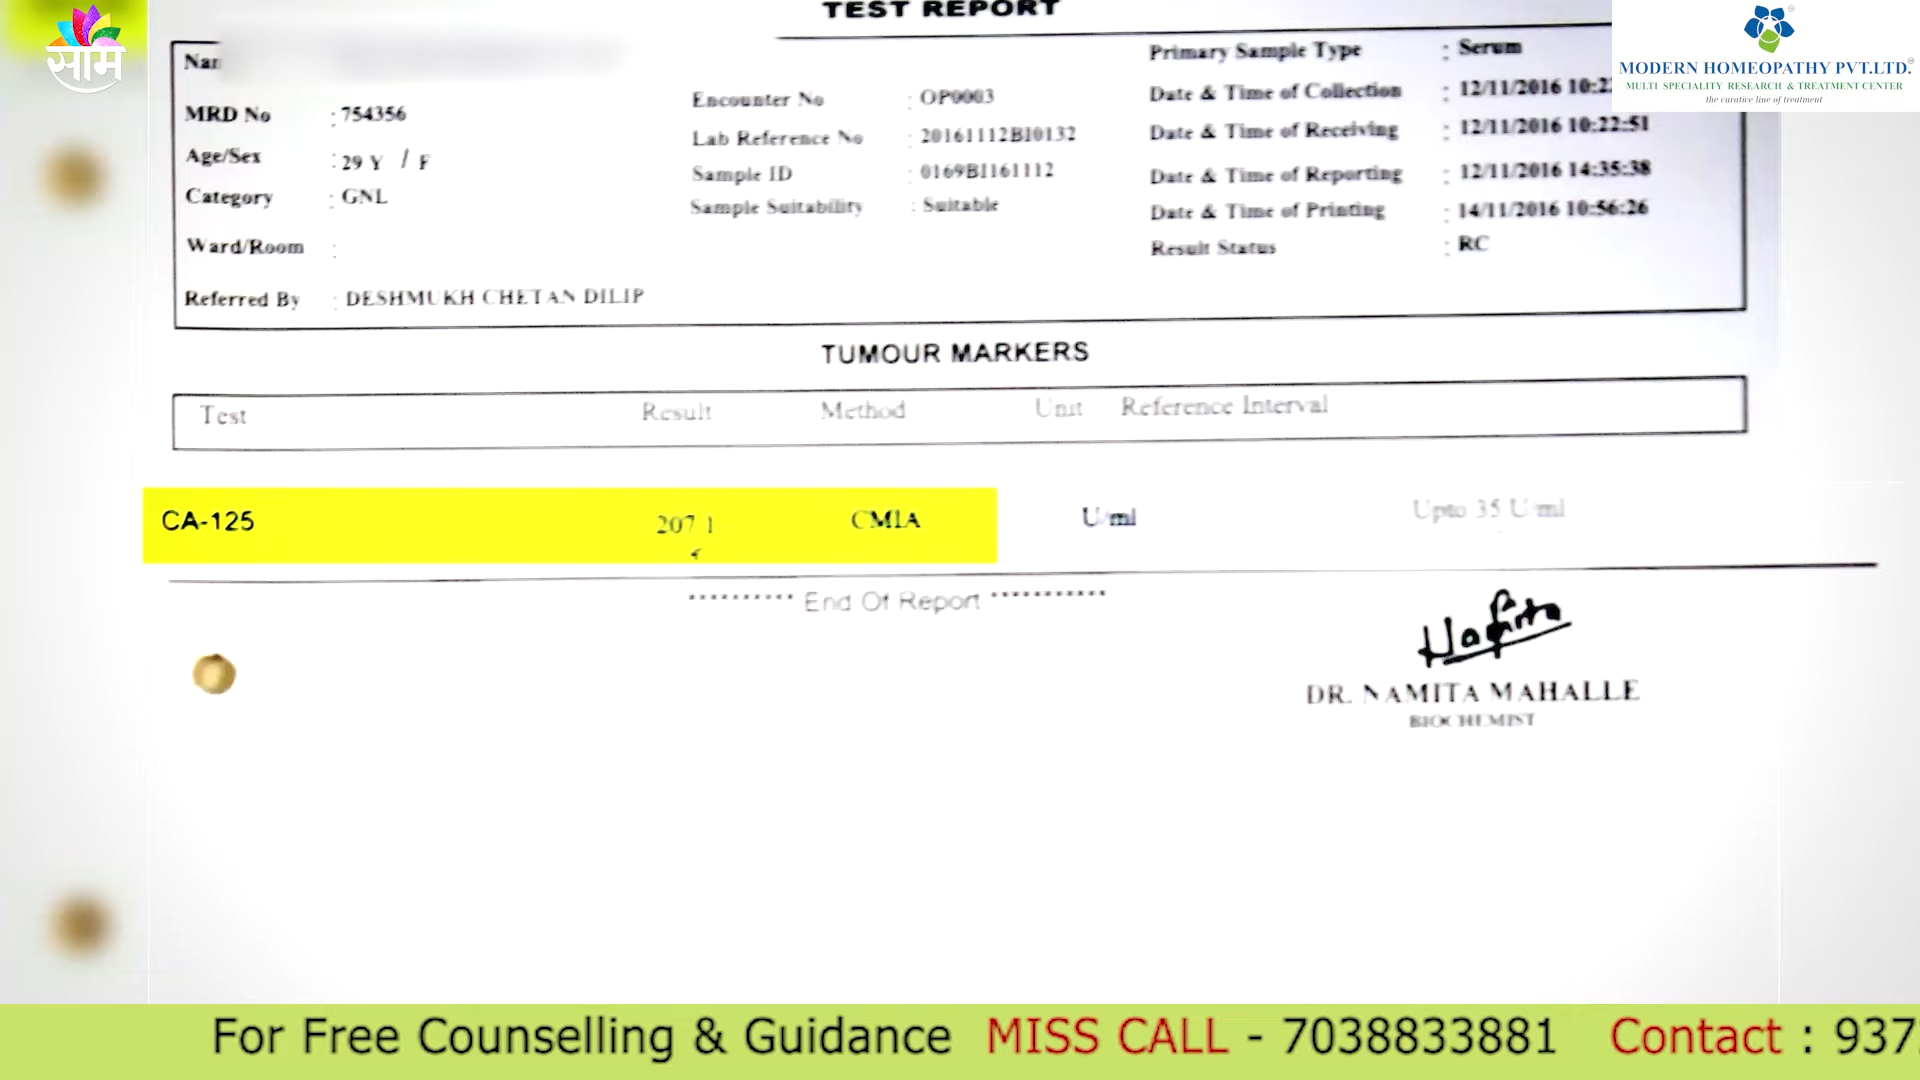 साम
TEST REPORT
MODERN HOMEOPATHY PVT.LTD.
MULTI SPECIALITY RESEARCH & TREATMENT CENTER
the curative line of treatment
MRD No : 754356
Age/Sex : 29 Y / F
Category : GNL
Ward/Room :
Referred By : DESHMUKH CHETAN DILIP
Encounter No : OP0003
Lab Reference No : 20161112BI0132
Sample ID : 0169BI161112
Sample Suitability : Suitable
Primary Sample Type : Serum
Date & Time of Collection : 12/11/2016
Date & Time of Receiving : 12/11/2016 10:22:51
Date & Time of Reporting : 12/11/2016 14:35:38
Date & Time of Printing : 14/11/2016 10:56:26
Result Status : RC
TUMOUR MARKERS
Test Result Method Unit Reference Interval
CA-125 207 1 CMIA U/ml Upto 35 U/ml
********** End Of Report ***********
Namita
DR. NAMITA MAHALLE
BIOCHEMIST
For Free Counselling & Guidance MISS CALL - 7038833881 Contact : 937